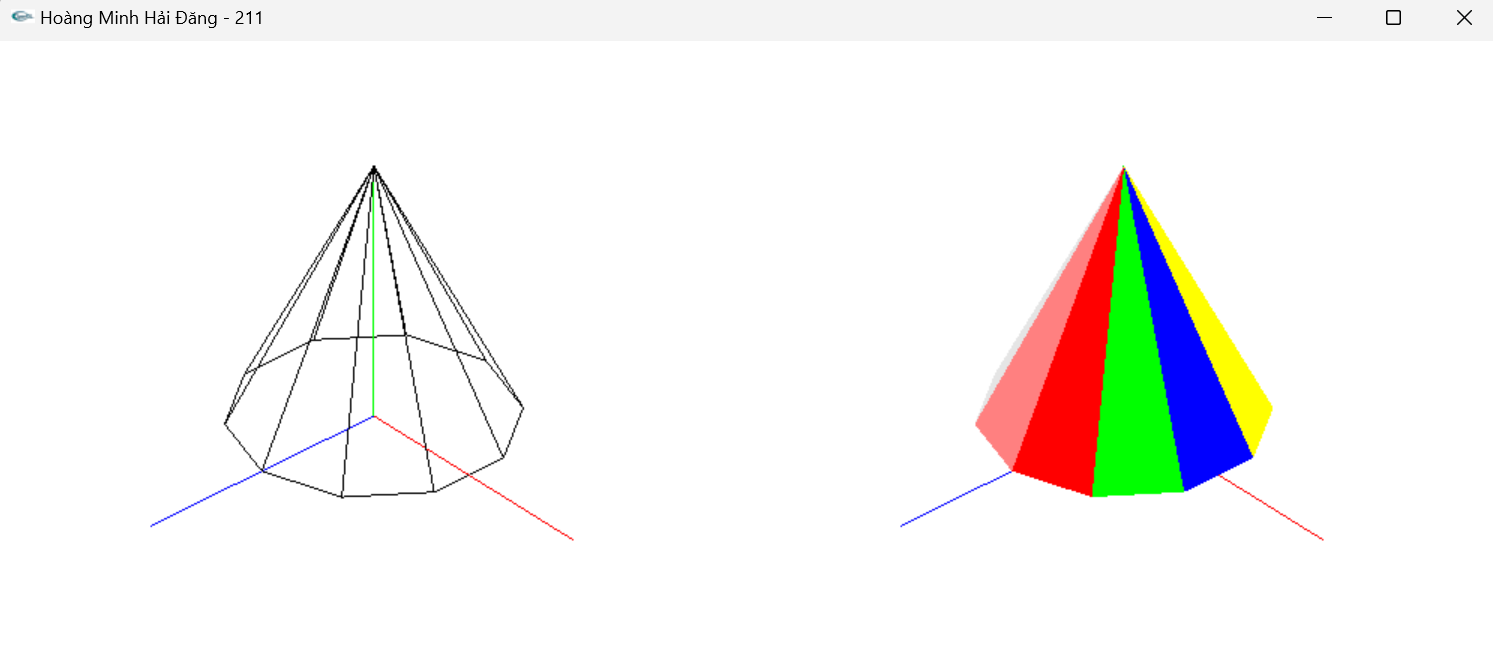 Hoàng Minh Hải Đăng - 211